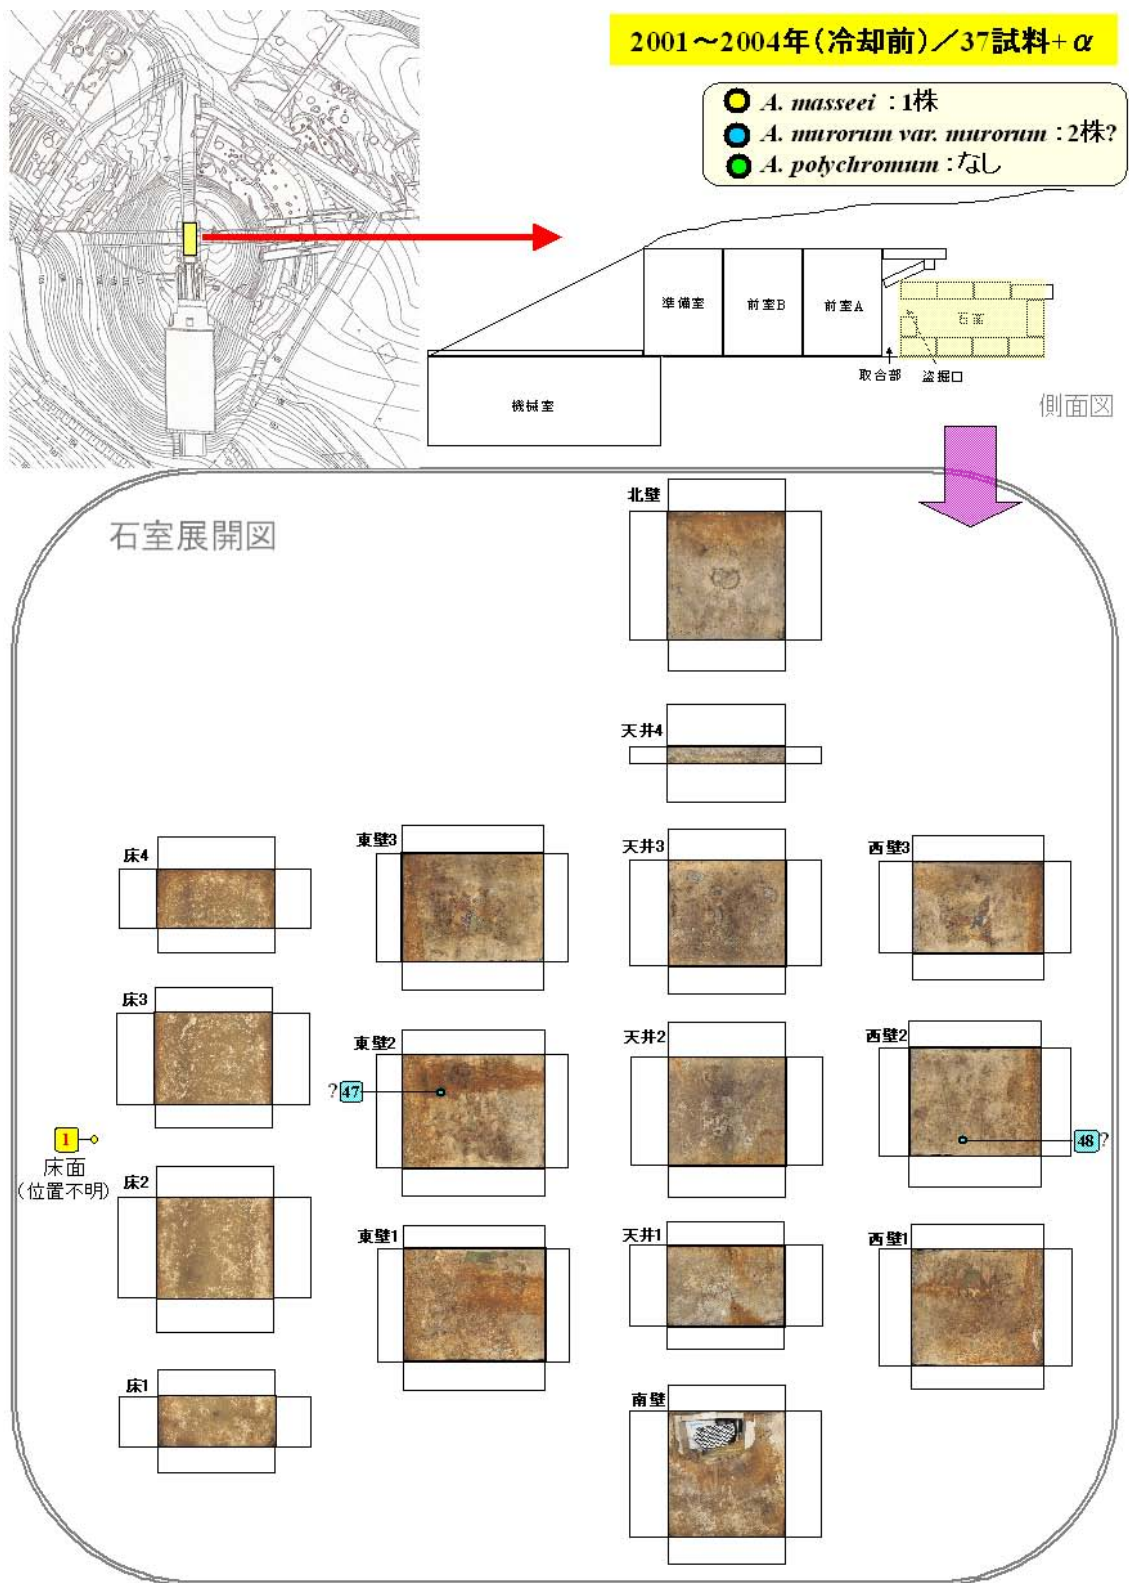 2001～2004年(冷却前)／37試料+α
A. masseei：1株
A. murorum var. murorum：2株?
A. polychromum：なし
準備室
前室B
前室A
石室
取合部
盗掘口
機械室
側面図
石室展開図
北壁
天井4
床4
東壁3
天井3
西壁3
床3
東壁2
天井2
西壁2
?47
48?
1
床面
(位置不明)
床2
東壁1
天井1
西壁1
床1
南壁